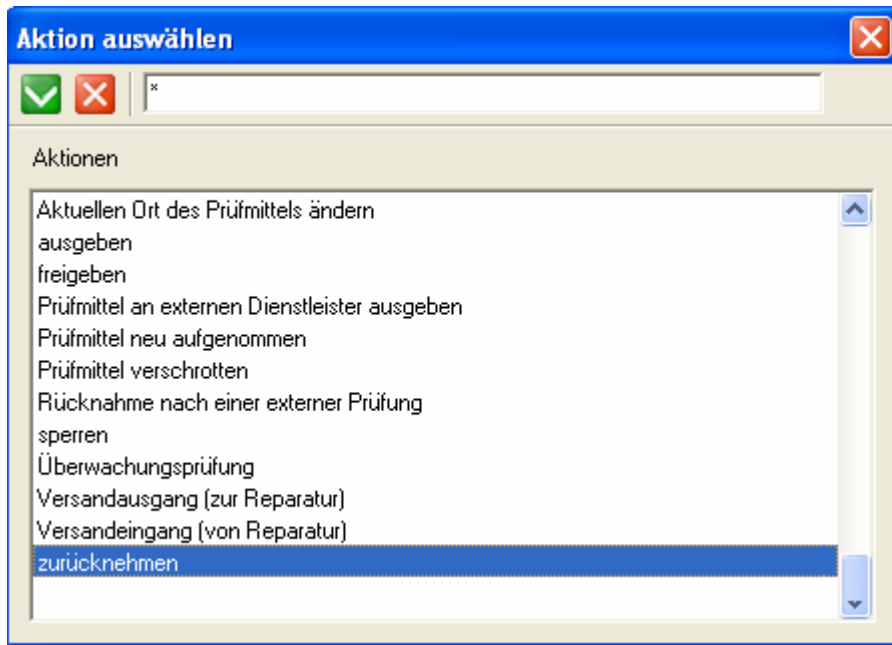 Aktion auswählen
*
Aktionen
Aktuellen Ort des Prüfmittels ändern
ausgeben
freigeben
Prüfmittel an externen Dienstleister ausgeben
Prüfmittel neu aufgenommen
Prüfmittel verschrotten
Rücknahme nach einer externer Prüfung
sperren
Überwachungsprüfung
Versandausgang (zur Reparatur)
Versandeingang (von Reparatur)
zurücknehmen